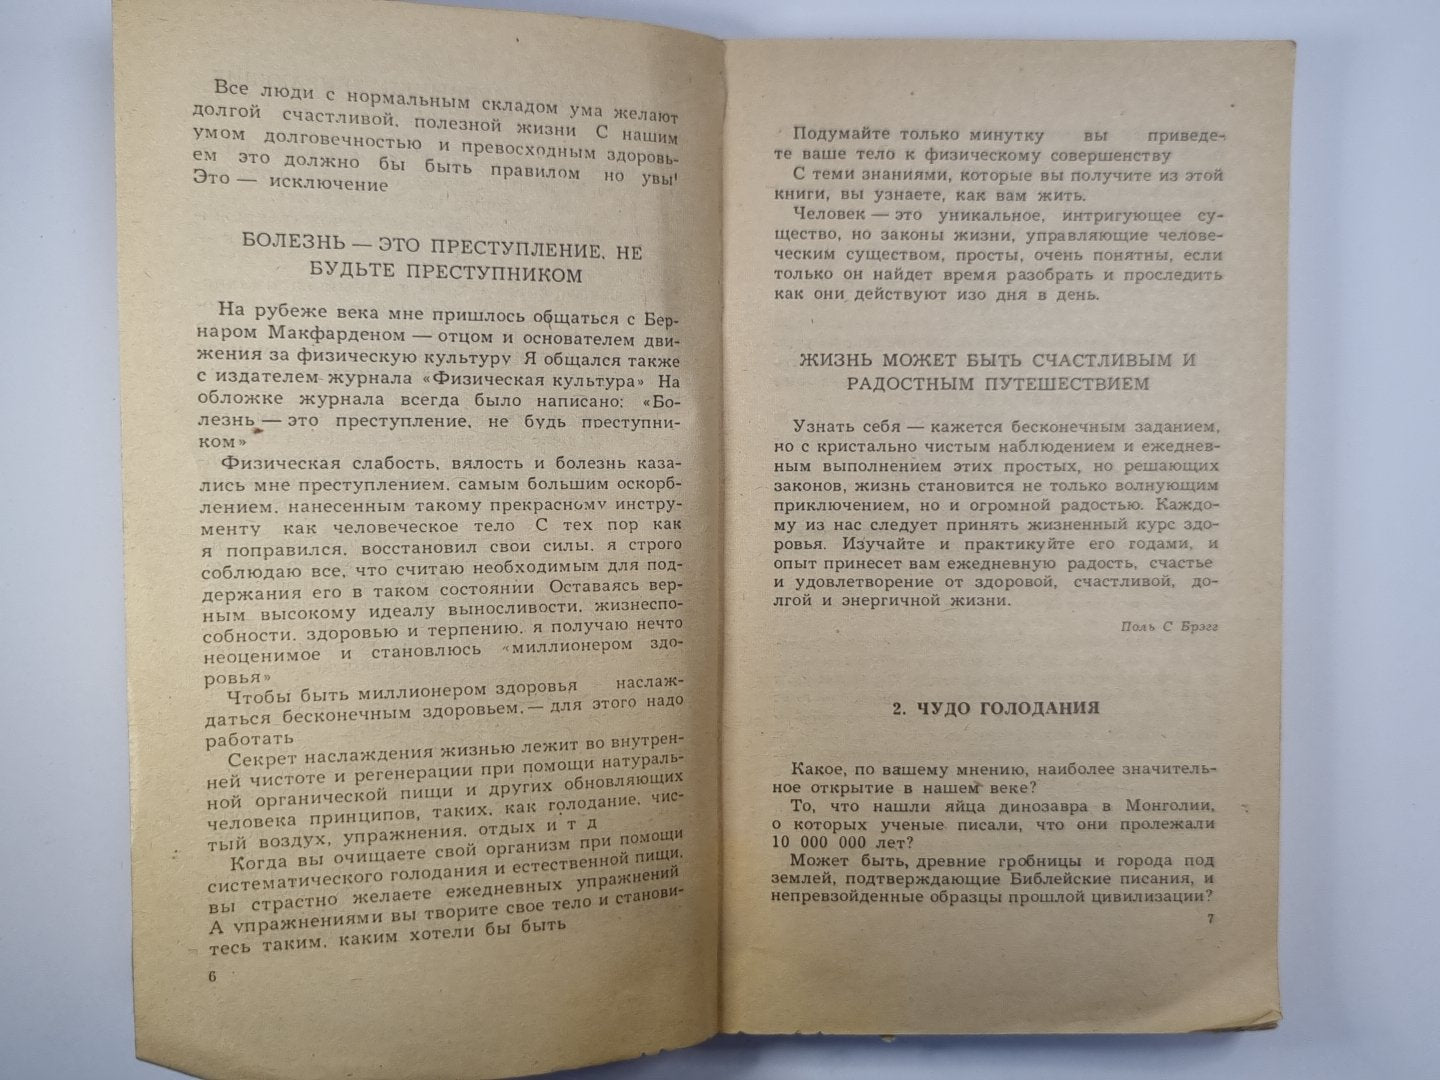 Все люди с нормальным складом ума желают
долгой счастливой, полезной жизни С нашим
умом долговечностью и превосходным здоровь-
ем это должно бы быть правилом но увы!
Это — исключение
БОЛЕЗНЬ — ЭТО ПРЕСТУПЛЕНИЕ, НЕ
БУДЬТЕ ПРЕСТУПНИКОМ
На рубеже века мне пришлось общаться с Бер-
наром Макфарденом — отцом и основателем дви-
жения за физическую культуру Я общался также
с издателем журнала «Физическая культура» На
обложке журнала всегда было написано: «Бо-
лезнь — это преступление, не будь преступни-
ком»
Физическая слабость, вялость и болезнь каза-
лись мне преступлением, самым большим оскорб-
лением, нанесенным такому прекрасному инстру-
менту как человеческое тело С тех пор как
я поправился, восстановил свои силы, я строго
соблюдаю все, что считаю необходимым для под-
держания его в таком состоянии Оставаясь вер-
ным высокому идеалу выносливости, жизнеспо-
собности, здоровью и терпению, я получаю нечто
неоценимое и становлюсь «миллионером здо-
ровья»
Чтобы быть миллионером здоровья наслаж-
даться бесконечным здоровьем, — для этого надо
работать
Секрет наслаждения жизнью лежит во внутрен-
ней чистоте и регенерации при помощи натураль-
ной органической пищи и других обновляющих
человека принципов, таких, как голодание, чис-
тый воздух, упражнения, отдых и т д
Когда вы очищаете свой организм при помощи
систематического голодания и естественной пищи,
вы страстно желаете ежедневных упражнений
А упражнениями вы творите свое тело и станови-
тесь таким, каким хотели бы быть
6
Подумайте только минутку вы приведе-
те ваше тело к физическому совершенству
С теми знаниями, которые вы получите из этой
книги, вы узнаете, как вам жить.
Человек — это уникальное, интригующее су-
щество, но законы жизни, управляющие челове-
ческим существом, просты, очень понятны, если
только он найдет время разобрать и проследить
как они действуют изо дня в день.
ЖИЗНЬ МОЖЕТ БЫТЬ СЧАСТЛИВЫМ И
РАДОСТНЫМ ПУТЕШЕСТВИЕМ
Узнать себя — кажется бесконечным заданием,
но с кристально чистым наблюдением и ежеднев-
ным выполнением этих простых, но решающих
законов, жизнь становится не только волнующим
приключением, но и огромной радостью. Каждо-
му из нас следует принять жизненный курс здо-
ровья. Изучайте и практикуйте его годами, и
опыт принесет вам ежедневную радость, счастье
и удовлетворение от здоровой, счастливой, до-
лгой и энергичной жизни.
Поль С Брэгг
2. ЧУДО ГОЛОДАНИЯ
Какое, по вашему мнению, наиболее значитель-
ное открытие в нашем веке?
То, что нашли яйца динозавра в Монголии,
о которых ученые писали, что они пролежали
10 000 000 лет?
Может быть, древние гробницы и города под
землей, подтверждающие Библейские писания, и
непревзойденные образцы прошлой цивилизации?
7